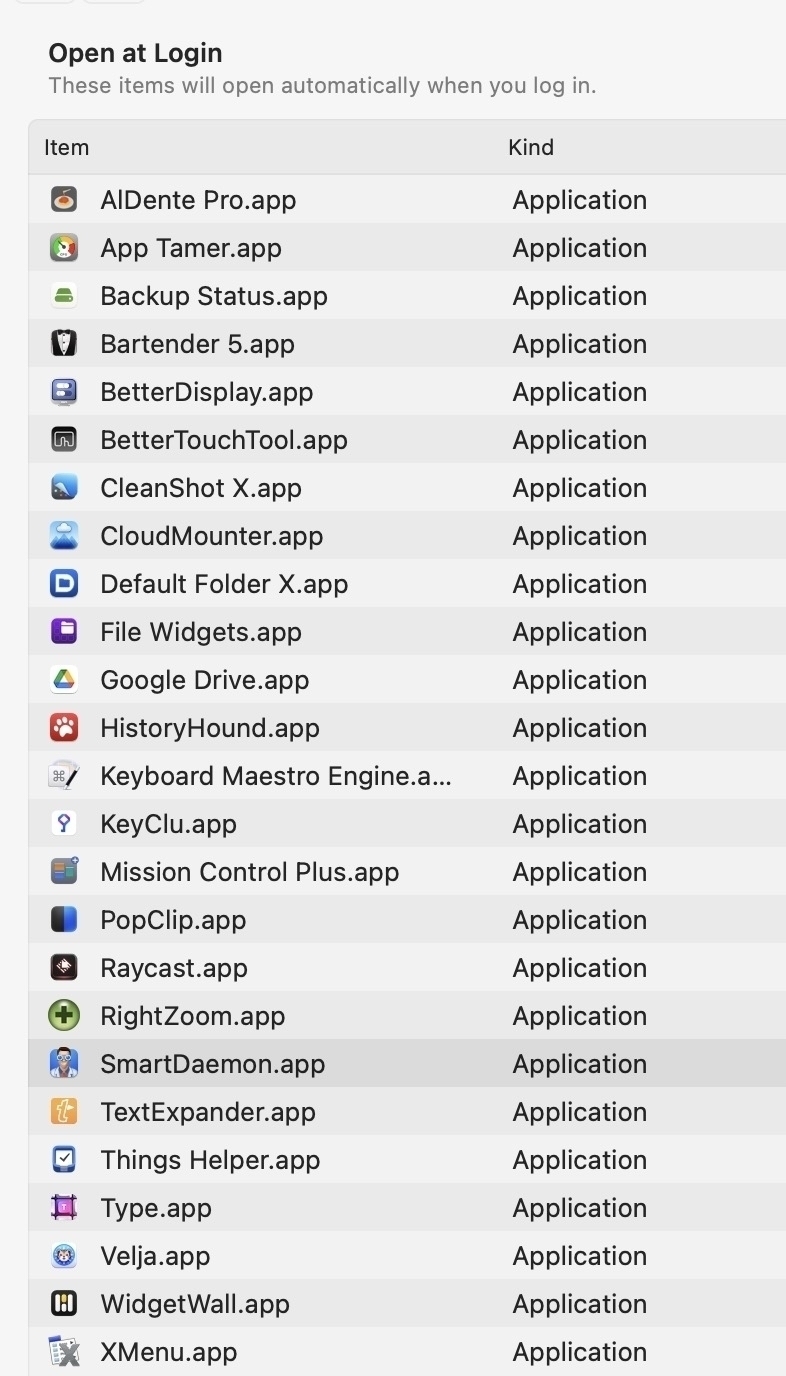 Open at Login
These items will open automatically when you log in.
Item Kind
AlDente Pro.app Application
App Tamer.app Application
Backup Status.app Application
Bartender 5.app Application
BetterDisplay.app Application
BetterTouchTool.app Application
CleanShot X.app Application
CloudMounter.app Application
Default Folder X.app Application
File Widgets.app Application
Google Drive.app Application
HistoryHound.app Application
Keyboard Maestro Engine.a... Application
KeyClu.app Application
Mission Control Plus.app Application
PopClip.app Application
Raycast.app Application
RightZoom.app Application
SmartDaemon.app Application
TextExpander.app Application
Things Helper.app Application
Type.app Application
Velja.app Application
WidgetWall.app Application
XMenu.app Application